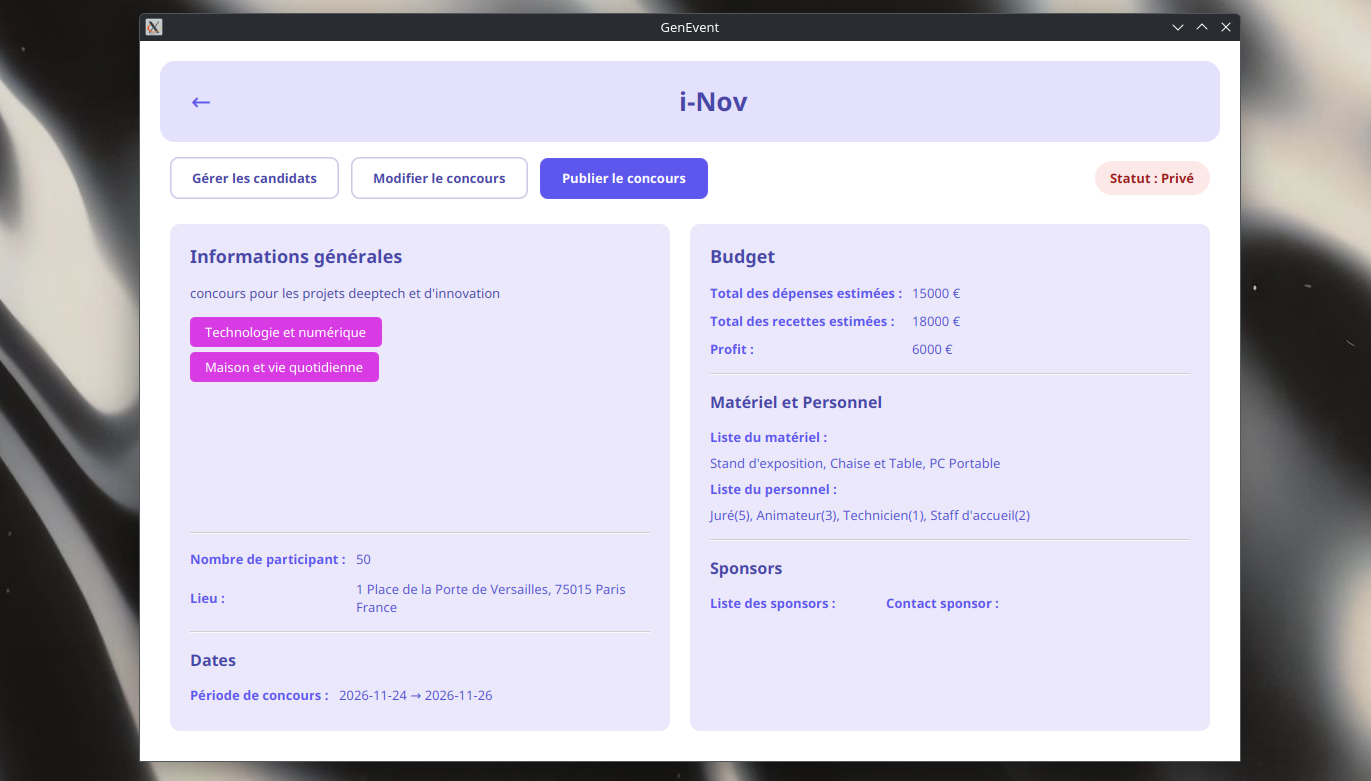 GenEvent
← i-Nov
Gérer les candidats
Modifier le concours
Publier le concours
Statut : Privé
Informations générales
concours pour les projets deeptech et d'innovation
Technologie et numérique
Maison et vie quotidienne
Nombre de participant : 50
Lieu : 1 Place de la Porte de Versailles, 75015 Paris
France
Dates
Période de concours : 2026-11-24 → 2026-11-26
Budget
Total des dépenses estimées : 15000 €
Total des recettes estimées : 18000 €
Profit : 6000 €
Matériel et Personnel
Liste du matériel :
Stand d'exposition, Chaise et Table, PC Portable
Liste du personnel :
Juré(5), Animateur(3), Technicien(1), Staff d'accueil(2)
Sponsors
Liste des sponsors : Contact sponsor :